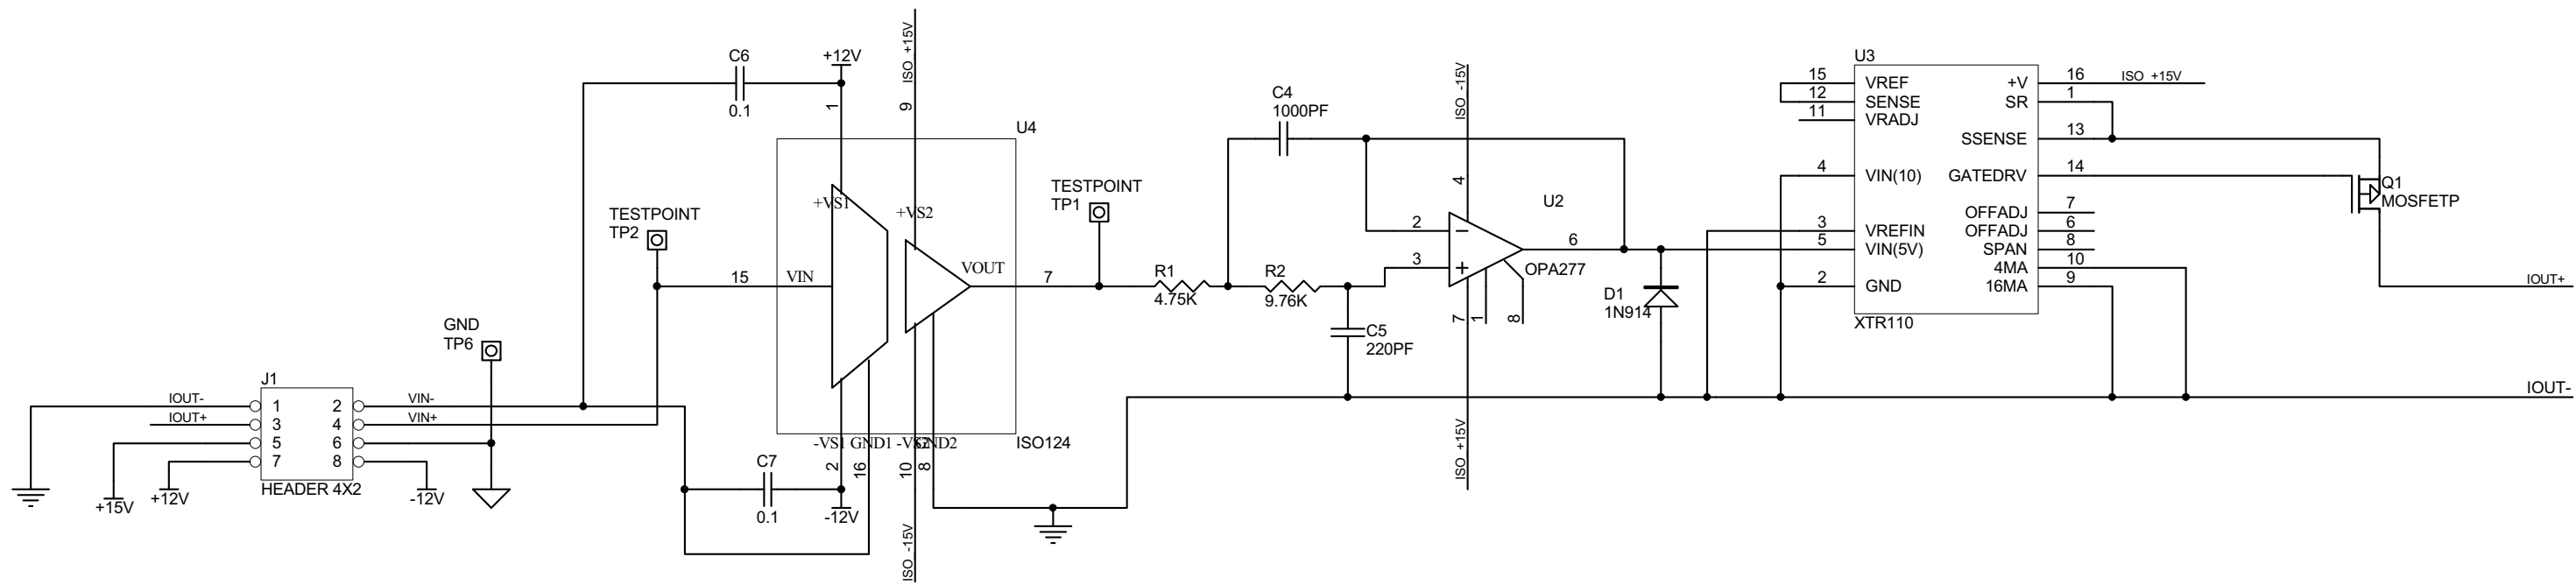 C6
0.1
+12V
1
ISO +15V
9
U4
+VS1
+VS2
TESTPOINT
TP2
15
VIN
VOUT
7
TESTPOINT
TP1
GND
TP6
J1
IOUT-
IOUT+
1 2
3 4
5 6
7 8
VIN-
VIN+
HEADER 4X2
+15V
+12V
-12V
C7
0.1
-VS1 GND1 -VS2 GND2
2
16
10
8
-12V
ISO -15V
ISO124
R1
4.75K
C4
1000PF
R2
9.76K
C5
220PF
ISO -15V
4
U2
2
3
6
OPA277
7
1
8
ISO +15V
D1
1N914
U3
15 VREF
12 SENSE
11 VRADJ
4 VIN(10)
3 VREFIN
5 VIN(5V)
2 GND
+V 16 ISO +15V
SR 1
SSENSE 13
GATEDRV 14
OFFADJ 7
OFFADJ 6
SPAN 8
4MA 10
16MA 9
XTR110
Q1
MOSFETP
IOUT+
IOUT-